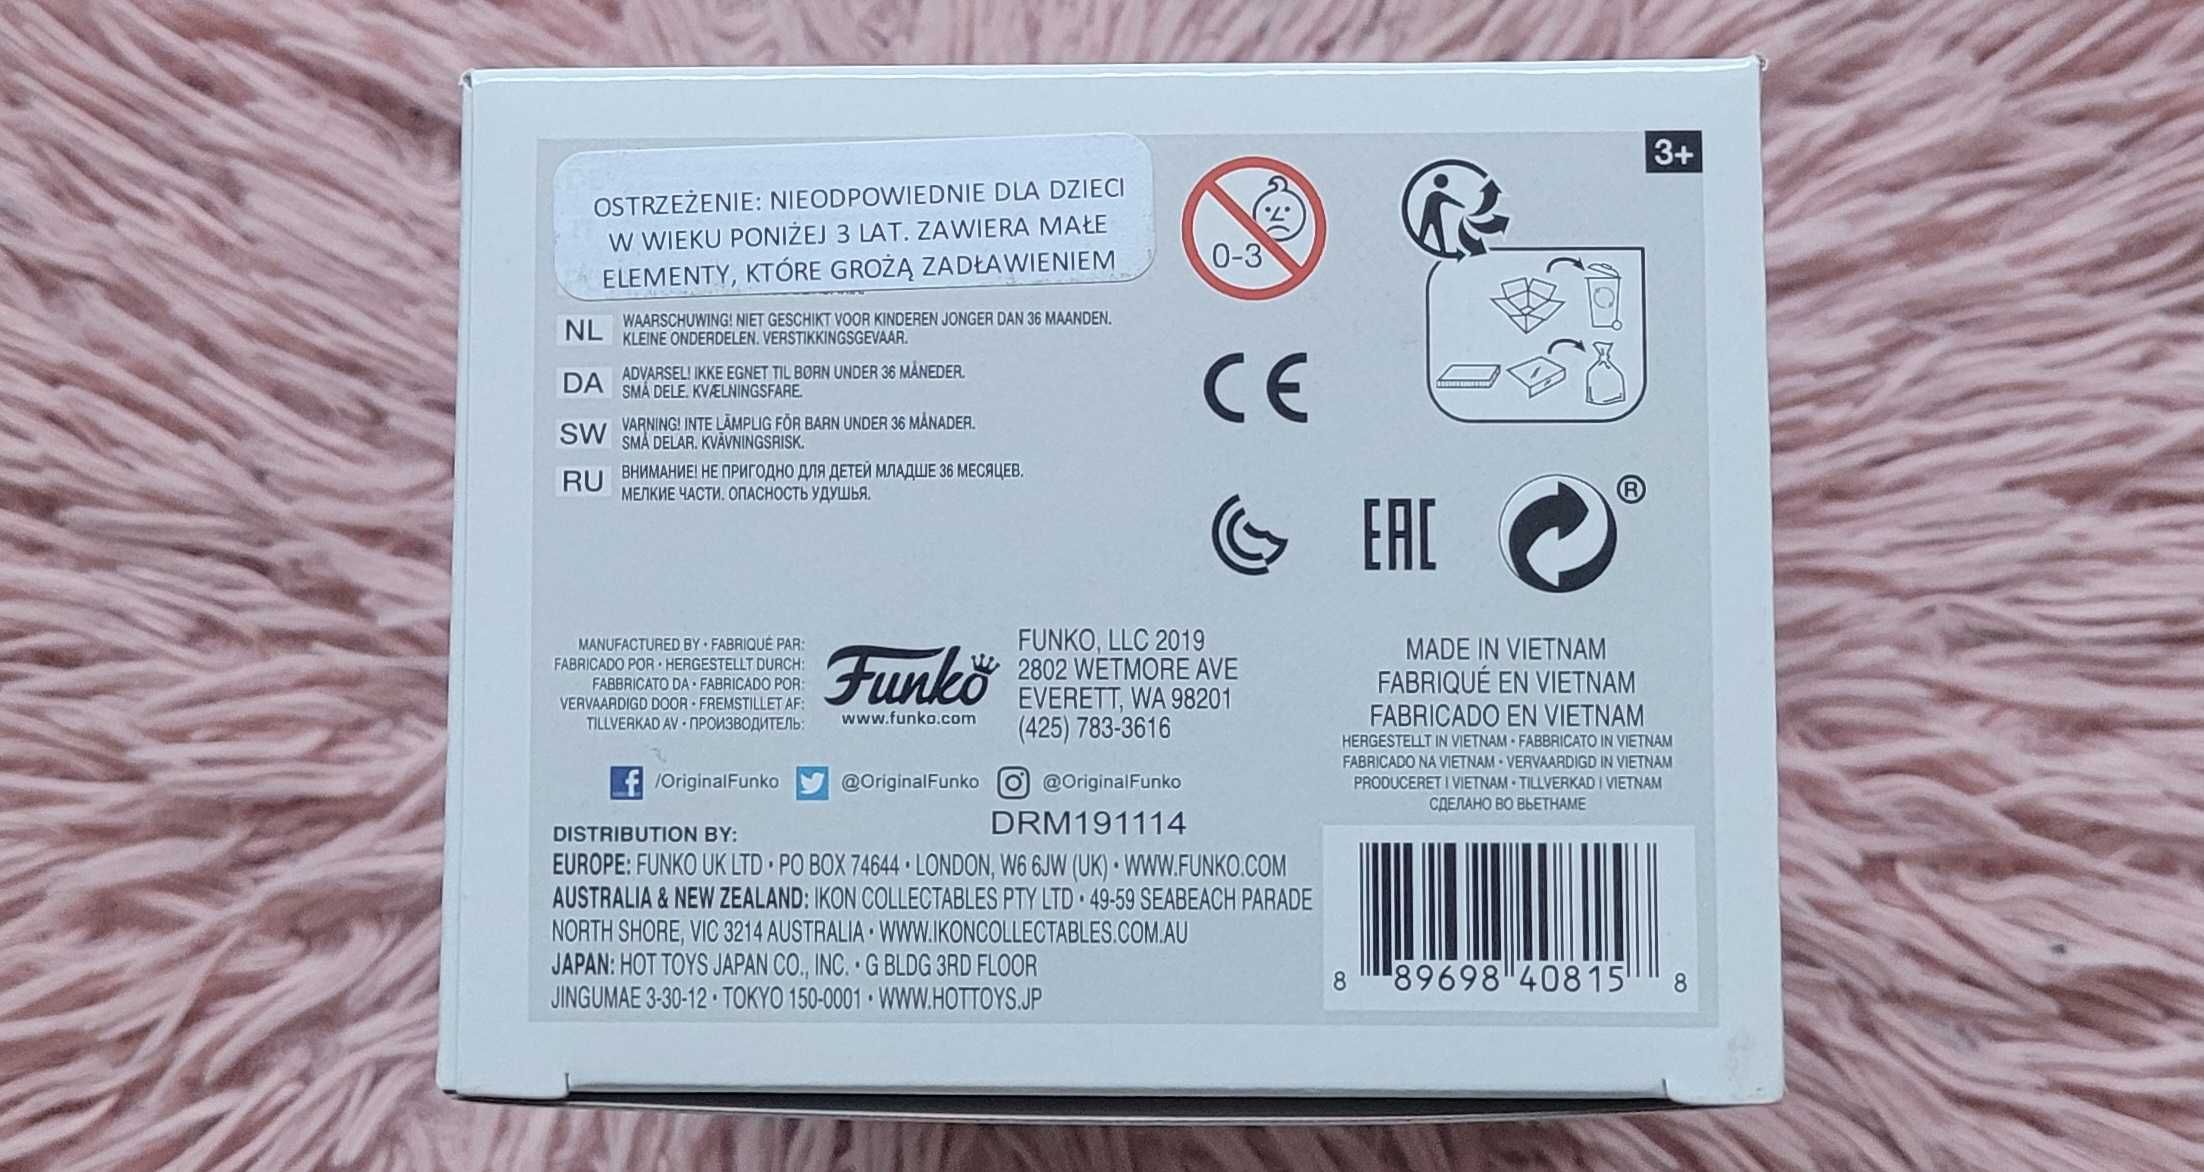 OSTRZEŻENIE: NIEODPOWIEDNIE DLA DZIECI
W WIEKU PONIŻEJ 3 LAT. ZAWIERA MAŁE
ELEMENTY, KTÓRE GROŻĄ ZADŁAWIENIEM
0-3
3+
NL WAARSCHUWING! NIET GESCHIKT VOOR KINDEREN JONGER DAN 36 MAANDEN.
KLEINE ONDERDELEN. VERSTIKKINGSGEVAAR.
DA ADVARSEL! IKKE EGNET TIL BØRN UNDER 36 MÅNEDER.
SMÅ DELE. KVÆLNINGSFARE.
SW VARNING! INTE LÄMPLIG FÖR BARN UNDER 36 MÅNADER.
SMÅ DELAR. KVÄVNINGSRISK.
RU ВНИМАНИЕ! НЕ ПРИГОДНО ДЛЯ ДЕТЕЙ МЛАДШЕ 36 МЕСЯЦЕВ.
МЕЛКИЕ ЧАСТИ. ОПАСНОСТЬ УДУШЬЯ.
CE
EAC
®
MANUFACTURED BY • FABRIQUÉ PAR:
FABRICADO POR • HERGESTELLT DURCH:
FABBRICATO DA • FABRICADO POR:
VERVAARDIGD DOOR • FREMSTILLET AF:
TILLVERKAD AV • ПРОИЗВОДИТЕЛЬ:
Funko
www.funko.com
FUNKO, LLC 2019
2802 WETMORE AVE
EVERETT, WA 98201
(425) 783-3616
MADE IN VIETNAM
FABRIQUÉ EN VIETNAM
FABRICADO EN VIETNAM
HERGESTELLT IN VIETNAM • FABBRICATO IN VIETNAM
FABRICADO NA VIETNAM • VERVAARDIGD IN VIETNAM
PRODUCERET I VIETNAM • TILLVERKAD I VIETNAM
СДЕЛАНО ВО ВЬЕТНАМЕ
/OriginalFunko @OriginalFunko @OriginalFunko
DRM191114
DISTRIBUTION BY:
EUROPE: FUNKO UK LTD • PO BOX 74644 • LONDON, W6 6JW (UK) • WWW.FUNKO.COM
AUSTRALIA & NEW ZEALAND: IKON COLLECTABLES PTY LTD • 49-59 SEABEACH PARADE
NORTH SHORE, VIC 3214 AUSTRALIA • WWW.IKONCOLLECTABLES.COM.AU
JAPAN: HOT TOYS JAPAN CO., INC. • G BLDG 3RD FLOOR
JINGUMAE 3-30-12 • TOKYO 150-0001 • WWW.HOTTOYS.JP
8 89698 40815 8